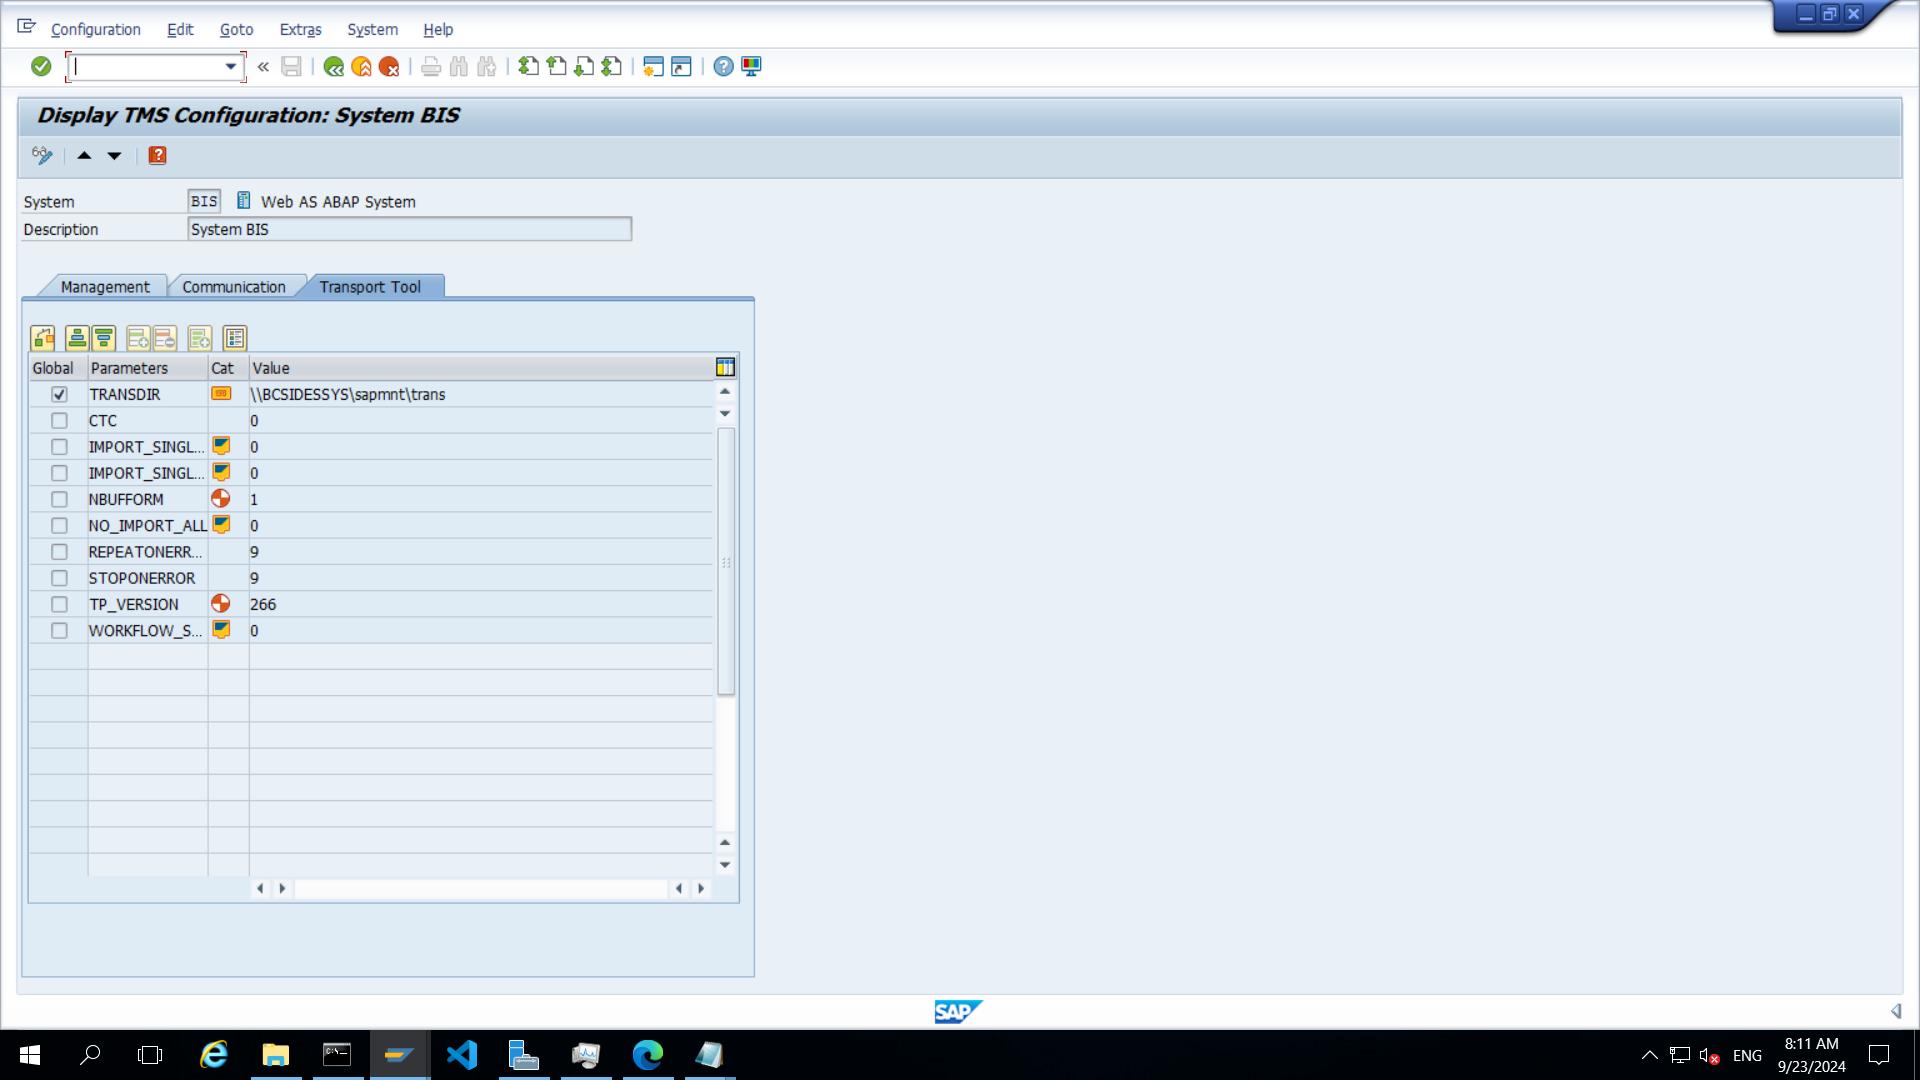 Configuration Edit Goto Extras System Help
Display TMS Configuration: System BIS
System BIS Web AS ABAP System
Description System BIS
Management Communication Transport Tool
Global Parameters Cat Value
TRANSDIR \\BCSIDESSYS\sapmnt\trans
CTC 0
IMPORT_SINGL... 0
IMPORT_SINGL... 0
NBUFFORM 1
NO_IMPORT_ALL 0
REPEATONERR... 9
STOPONERROR 9
TP_VERSION 266
WORKFLOW_S... 0
SAP
ENG
8:11 AM
9/23/2024